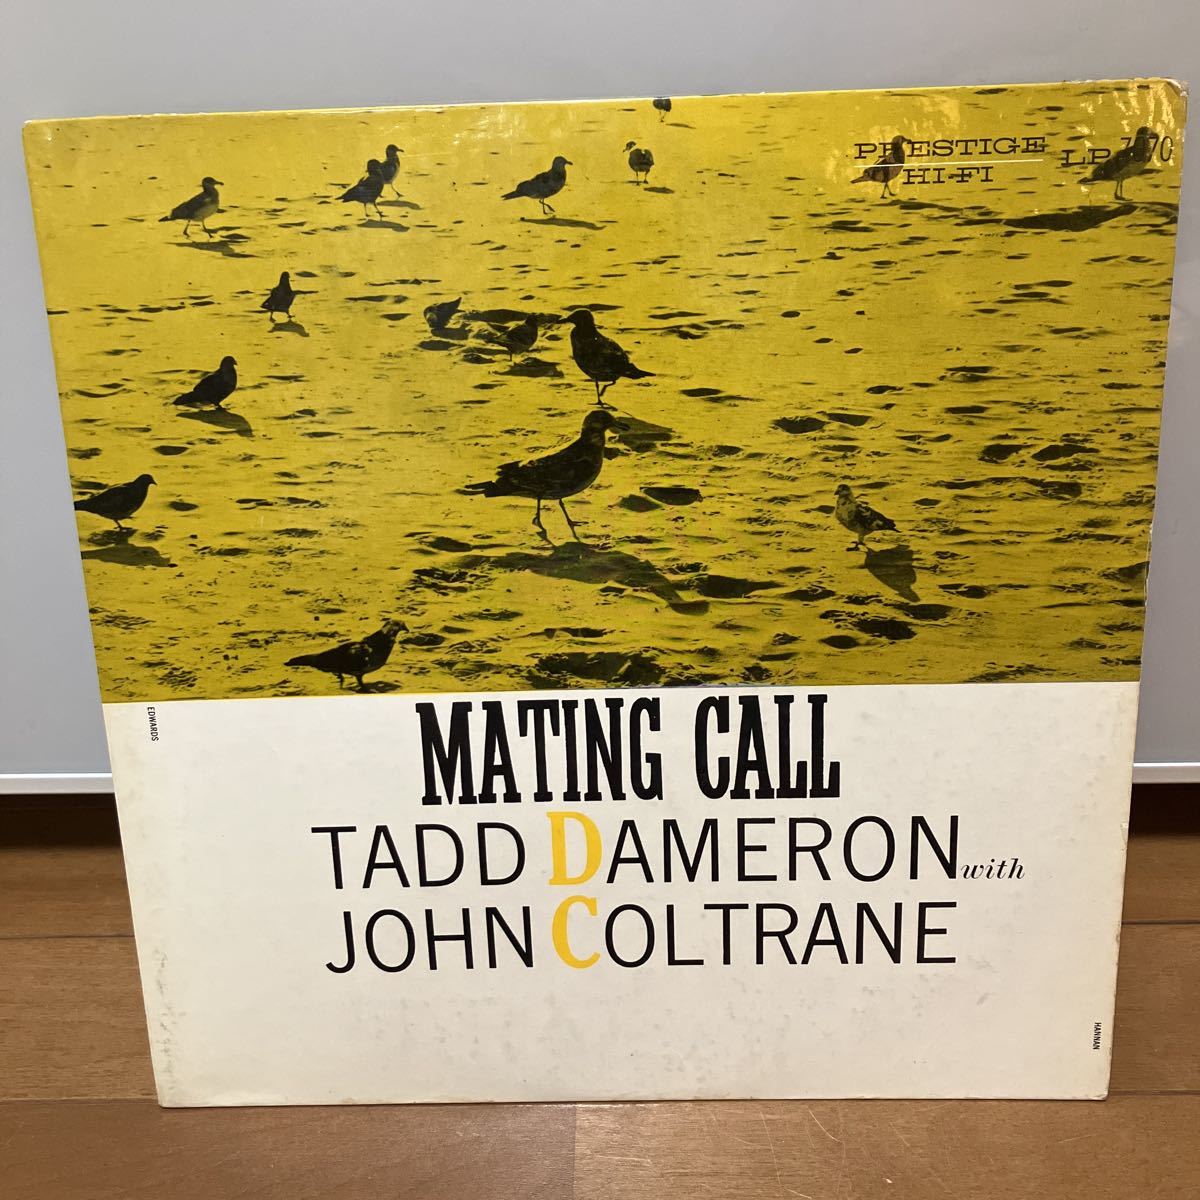 PRESTIGE LP 7070
HI-FI
EDWARDS
MATING CALL
TADD DAMERON with
JOHN COLTRANE
HANNAN